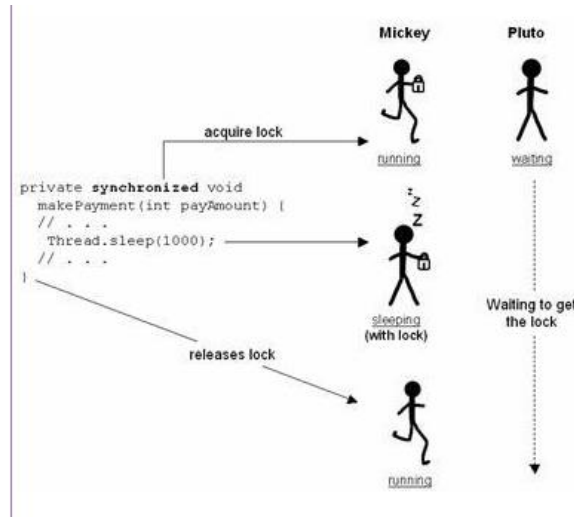 Mickey
Pluto
acquire lock
running
waiting
private synchronized void
makePayment(int payAmount) {
// . . .
Thread.sleep(1000);
// . . .
}
z
z
z
sleeping
(with lock)
Waiting to get
the lock
releases lock
running